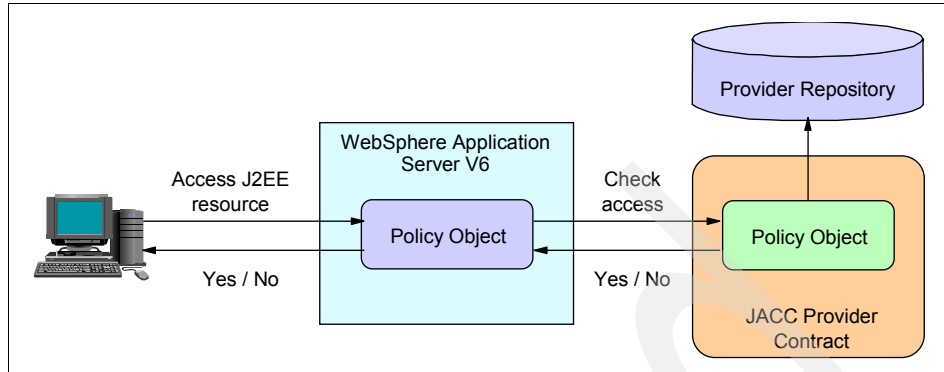 Provider Repository
WebSphere Application
Server V6
Access J2EE
resource
Check
access
Policy Object
Policy Object
Yes / No
Yes / No
JACC Provider
Contract